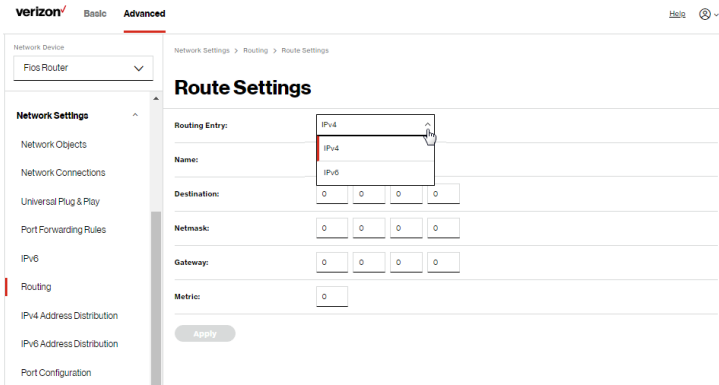 verizon✓ Basic Advanced Help
Network Device
Fios Router
Network Settings
Network Objects
Network Connections
Universal Plug & Play
Port Forwarding Rules
IPv6
Routing
IPv4 Address Distribution
IPv6 Address Distribution
Port Configuration
Network Settings > Routing > Route Settings
Route Settings
Routing Entry: IPv4
IPv4
IPv6
Name:
Destination: 0 0 0 0
Netmask: 0 0 0 0
Gateway: 0 0 0 0
Metric: 0
Apply